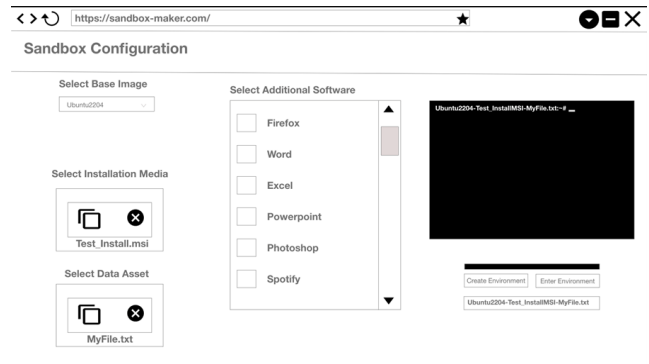 https://sandbox-maker.com/
Sandbox Configuration
Select Base Image
Ubuntu2204
Select Installation Media
Test_Install.msi
Select Data Asset
MyFile.txt
Select Additional Software
Firefox
Word
Excel
Powerpoint
Photoshop
Spotify
Ubuntu2204-Test_InstallMSI-MyFile.txt:~# _
Create Environment
Enter Environment
Ubuntu2204-Test_InstallMSI-MyFile.txt